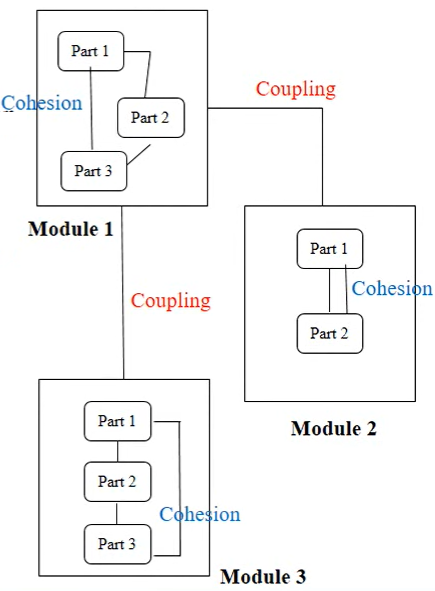 Part 1
Coupling
Cohesion
Part 2
Part 3
Module 1
Part 1
Cohesion
Coupling
Part 2
Module 2
Part 1
Part 2
Cohesion
Part 3
Module 3